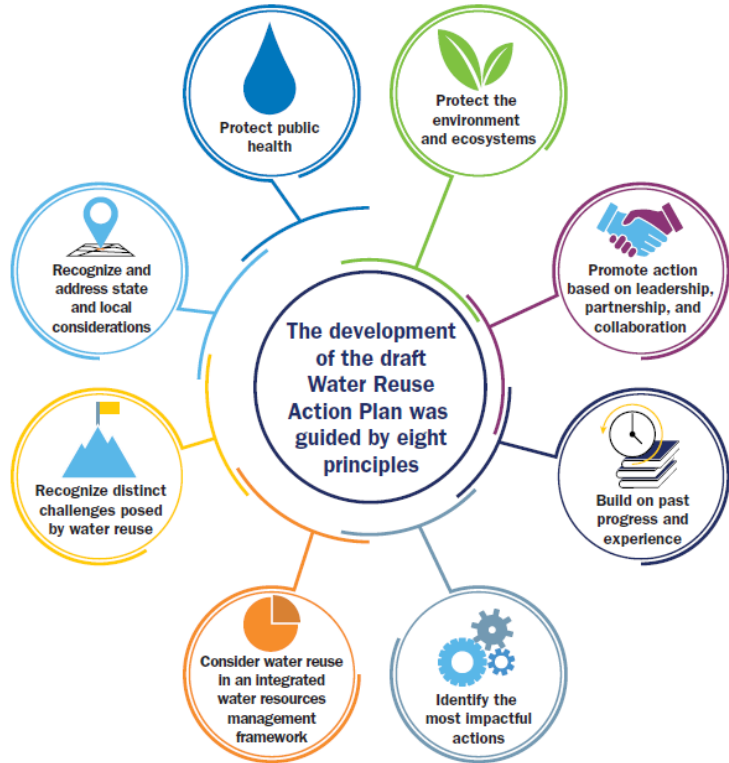 Protect public
health
Protect the
environment
and ecosystems
Recognize and
address state
and local
considerations
Promote action
based on leadership,
partnership, and
collaboration
The development
of the draft
Water Reuse
Action Plan was
guided by eight
principles
Recognize distinct
challenges posed
by water reuse
Build on past
progress and
experience
Consider water reuse
in an integrated
water resources
management
framework
Identify the
most impactful
actions